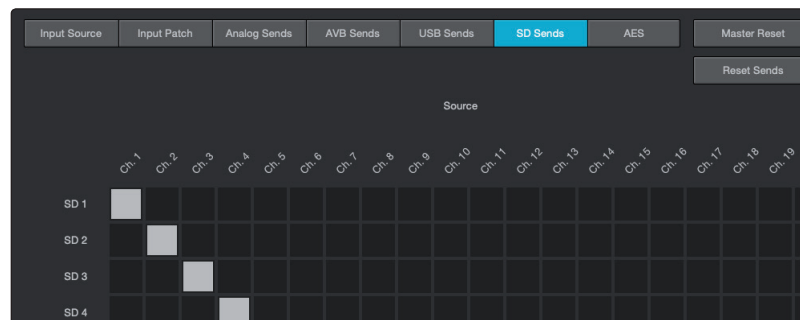 Input Source Input Patch Analog Sends AVB Sends USB Sends SD Sends AES Master Reset
Reset Sends
Source
Ch. 1 Ch. 2 Ch. 3 Ch. 4 Ch. 5 Ch. 6 Ch. 7 Ch. 8 Ch. 9 Ch. 10 Ch. 11 Ch. 12 Ch. 13 Ch. 14 Ch. 15 Ch. 16 Ch. 17 Ch. 18 Ch. 19
SD 1
SD 2
SD 3
SD 4